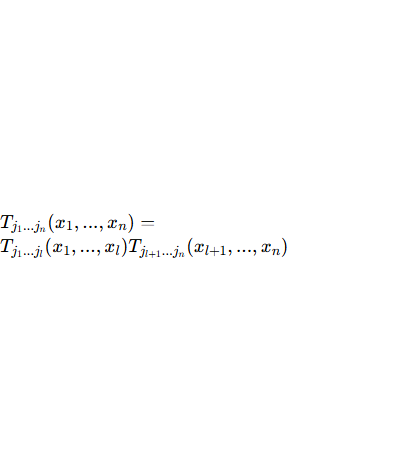 T_{j_1...j_n}(x_1, ..., x_n) =
T_{j_1...j_l}(x_1, ..., x_l)T_{j_{l+1}...j_n}(x_{l+1}, ..., x_n)